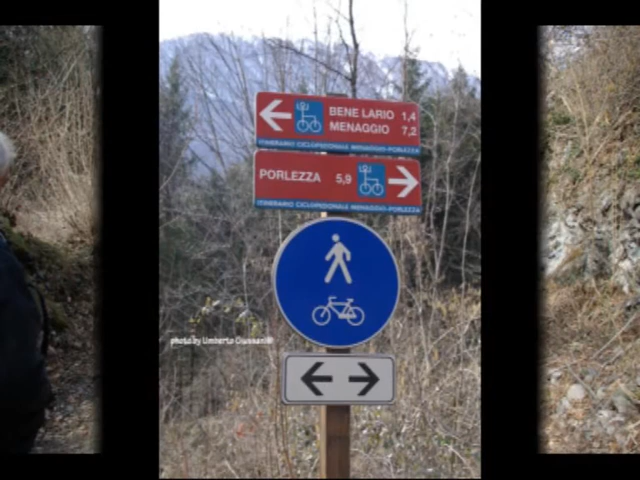 BENE LARIO 1,4
MENAGGIO 7,2
ITINERARIO CICLOPEDONALE MENAGGIO-PORLEZZA
PORLEZZA 5,9
ITINERARIO CICLOPEDONALE MENAGGIO-PORLEZZA
photo by Umberto